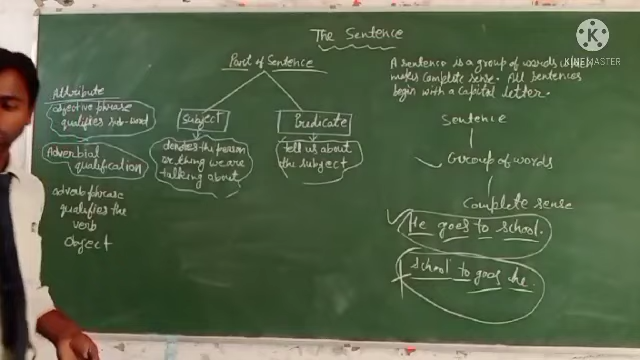 The Sentence
Part of Sentence
Subject
Predicate
denotes the person
or thing we are
talking about
tell us about
the subject
Attribute
adjective phrase
qualifies
Adverbial
qualification
adverb phrase
qualifies the
verb
object
A sentence is a group of words which
makes complete sense. All sentences
begin with a capital letter.
Sentence
Group of words
Complete sense
He goes to school.
School to goes he.
KINEMASTER